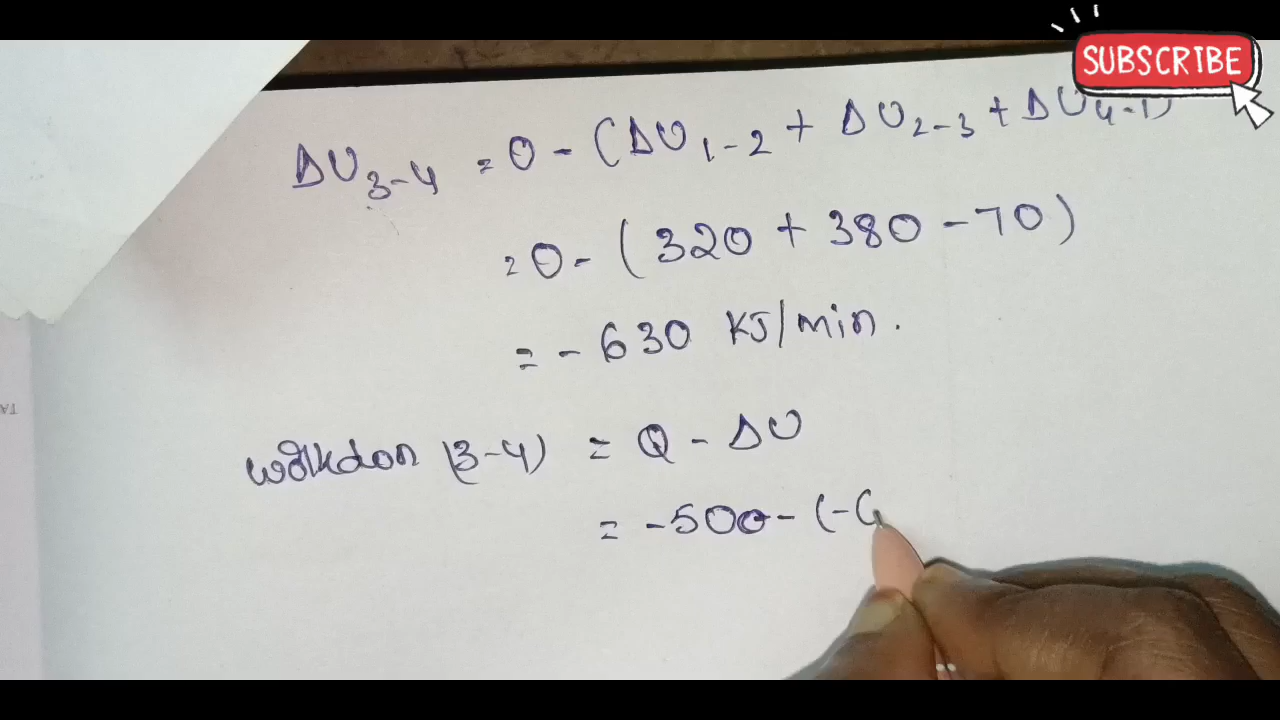 SUBSCRIBE
ΔU₃₋₄ = 0 - (ΔU₁₋₂ + ΔU₂₋₃ + ΔU₄₋₁)
= 0 - (320 + 380 - 70)
= - 630 KJ/min.
workdon (3-4) = Q - ΔU
= -500 - (-6